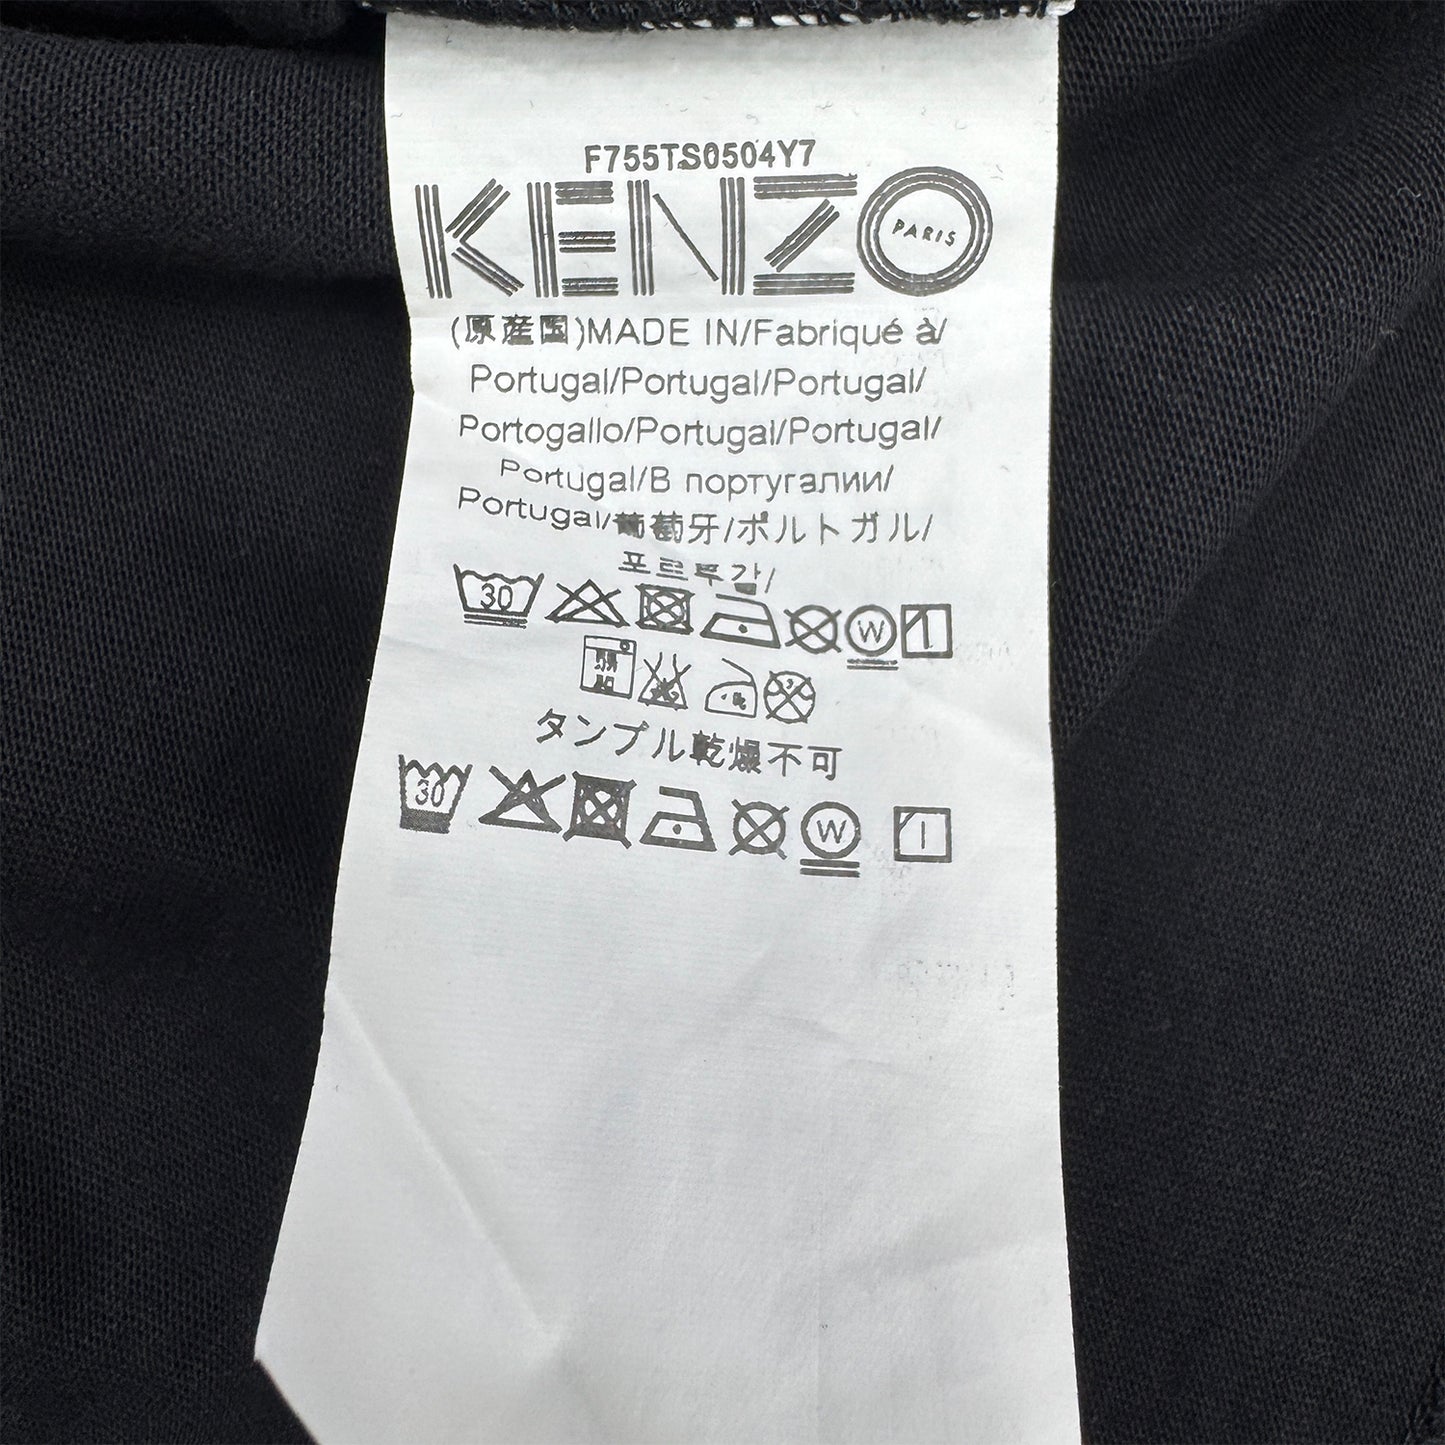 F755TS0504Y7
KENZO
PARIS
(原産国)MADE IN/Fabriqué à/
Portugal/Portugal/Portugal/
Portogallo/Portugal/Portugal/
Portugal/В португалии/
Portugal/葡萄牙/ポルトガル/
포르투갈/
30 W
タンブル乾燥不可
30 W